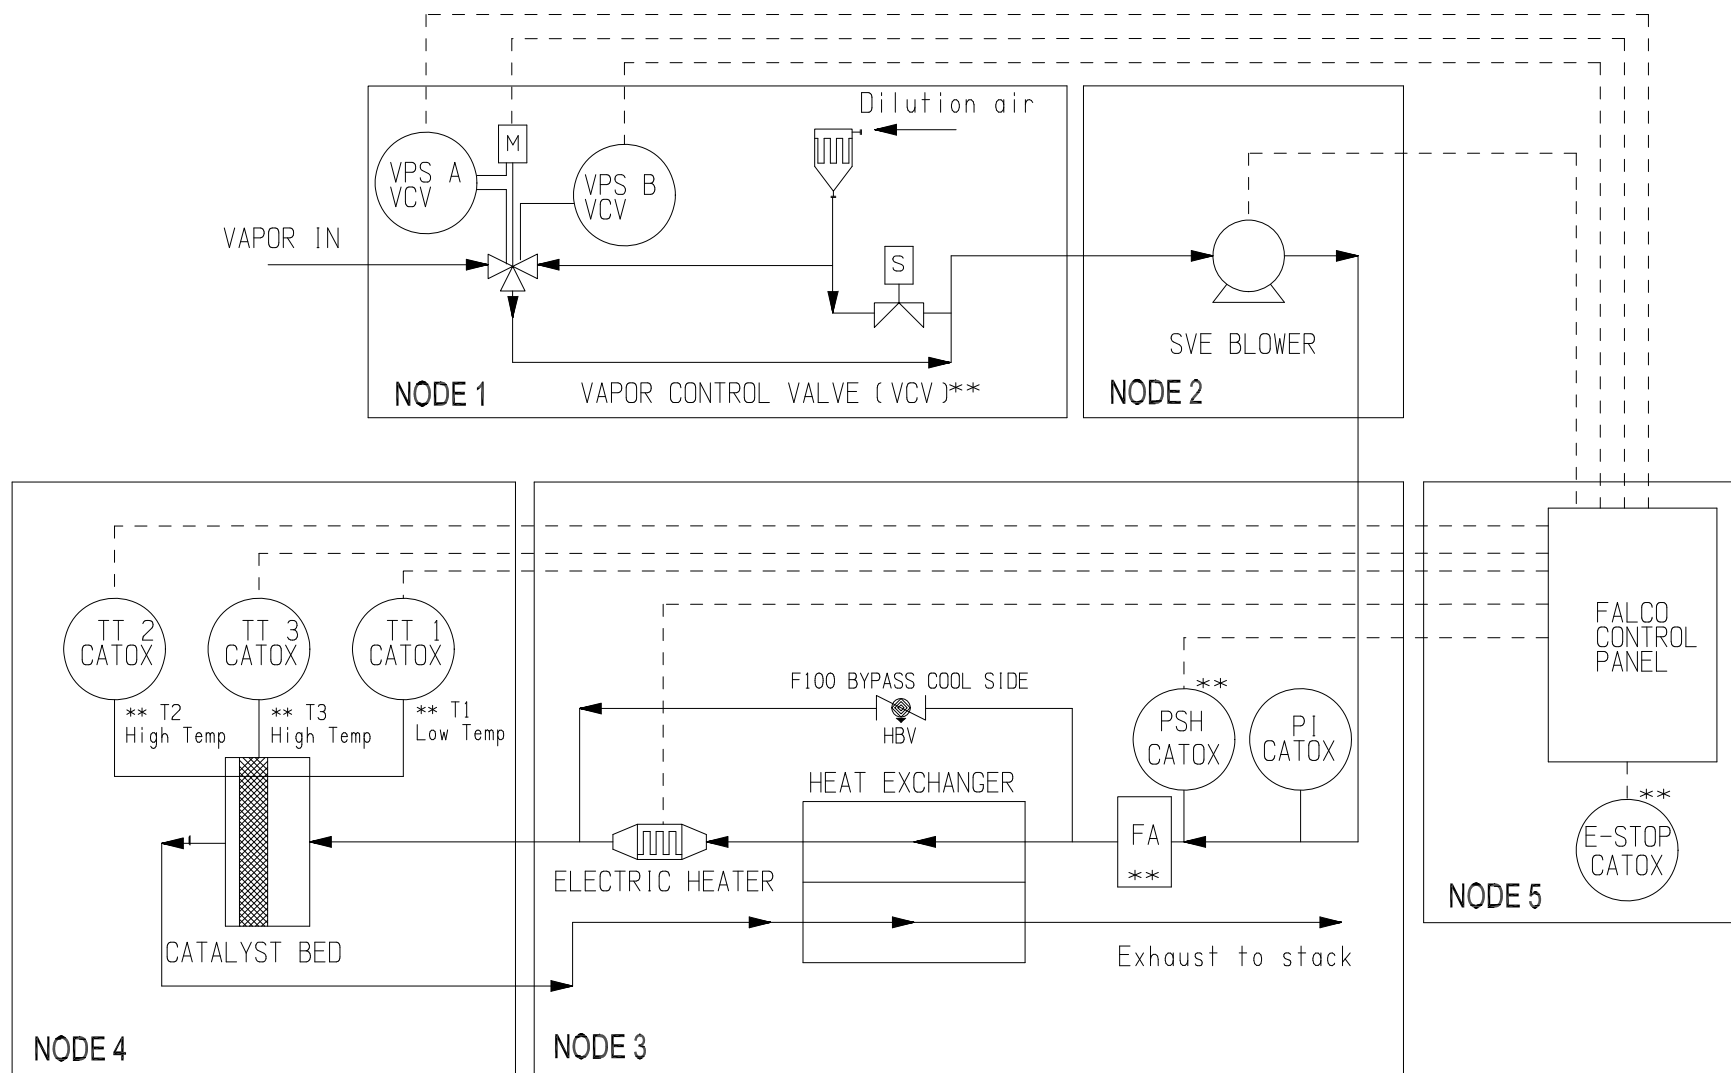 Dilution air
M
VPS A
VCV
VPS B
VCV
VAPOR IN
S
SVE BLOWER
NODE 1
VAPOR CONTROL VALVE (VCV)**
NODE 2
TT 2
CATOX
TT 3
CATOX
TT 1
CATOX
FALCO
CONTROL
PANEL
** T2
High Temp
** T3
High Temp
** T1
Low Temp
F100 BYPASS COOL SIDE
HBV
**
PSH
CATOX
PI
CATOX
HEAT EXCHANGER
FA
**
**
E-STOP
CATOX
ELECTRIC HEATER
NODE 5
CATALYST BED
Exhaust to stack
NODE 4
NODE 3